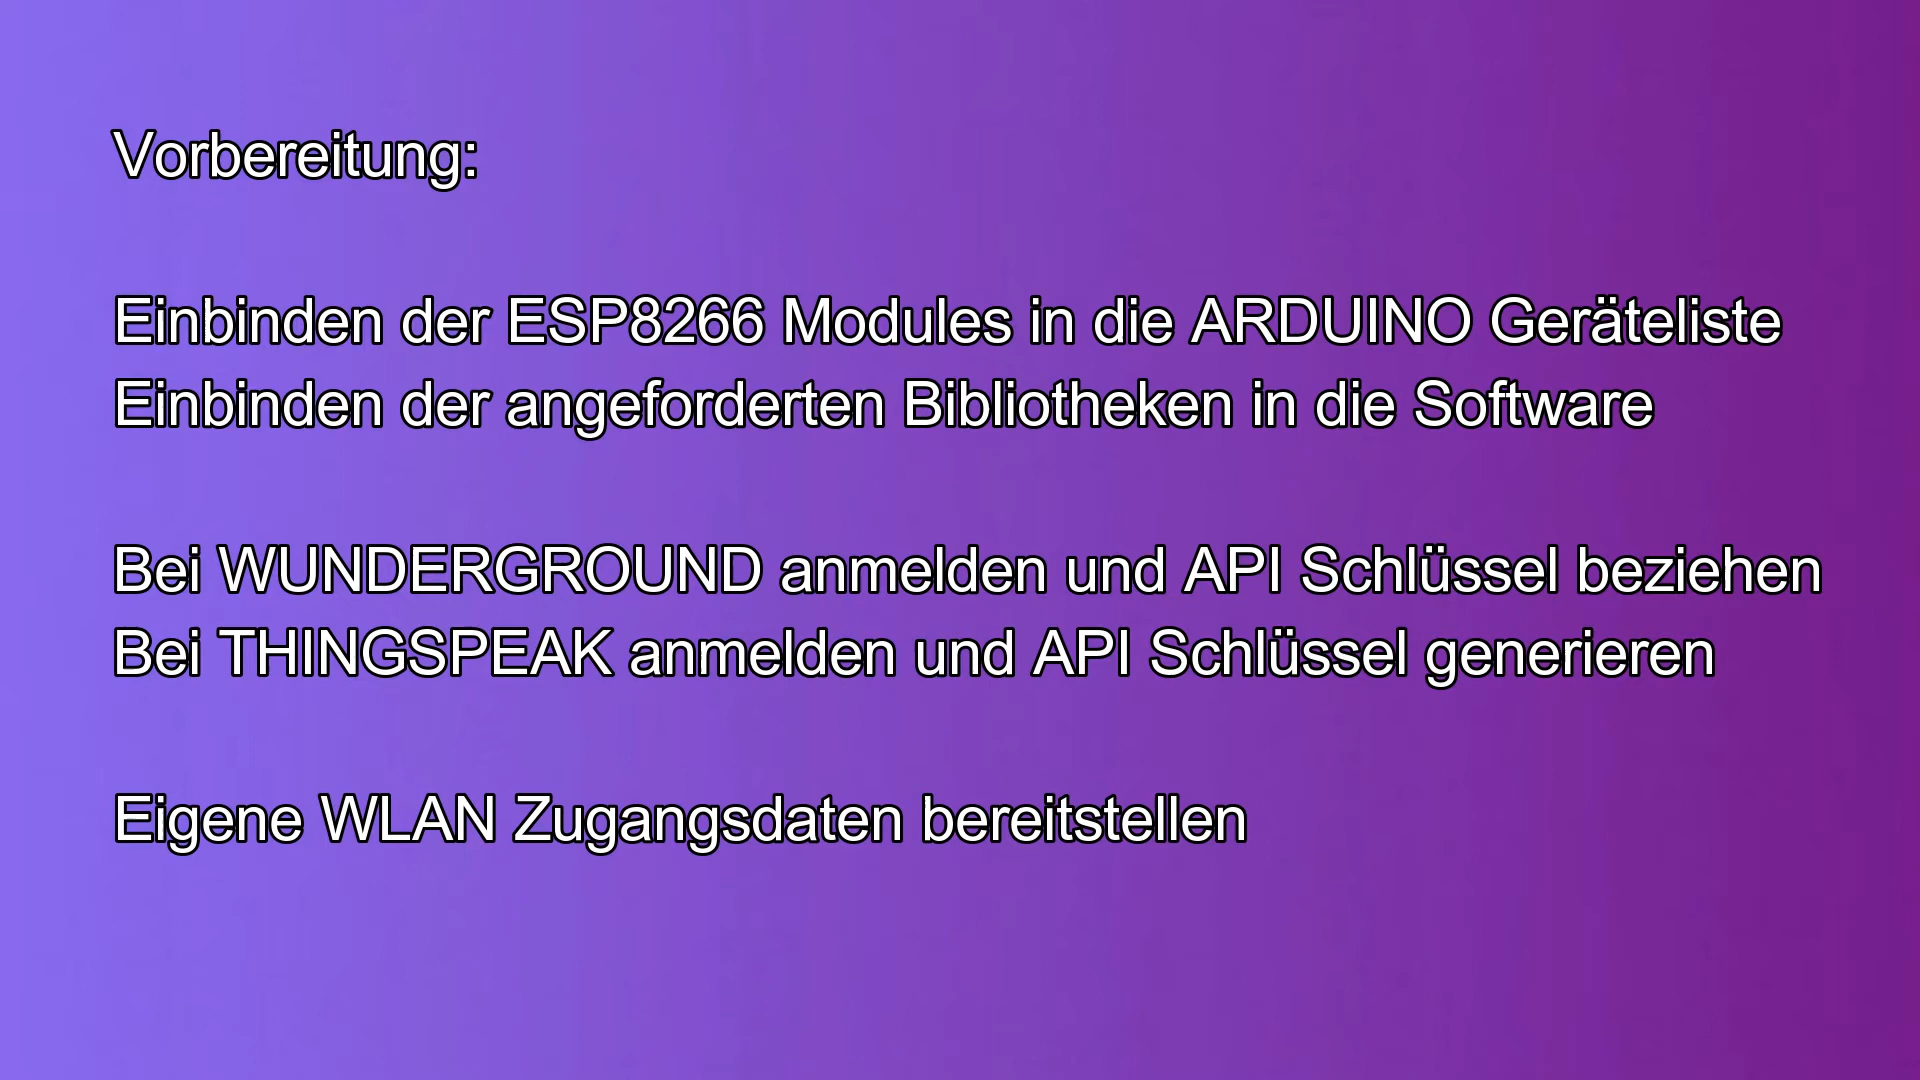 Vorbereitung:
Einbinden der ESP8266 Modules in die ARDUINO Geräteliste
Einbinden der angeforderten Bibliotheken in die Software
Bei WUNDERGROUND anmelden und API Schlüssel beziehen
Bei THINGSPEAK anmelden und API Schlüssel generieren
Eigene WLAN Zugangsdaten bereitstellen